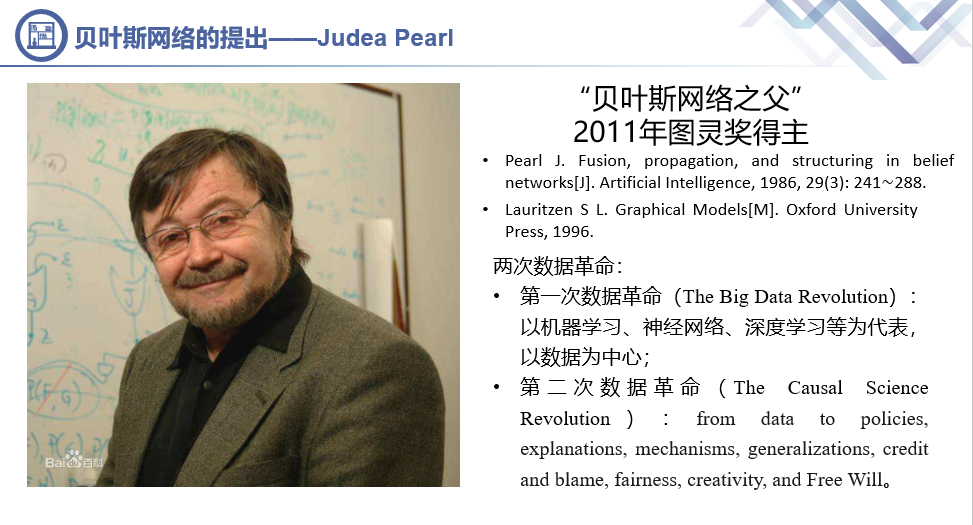 贝叶斯网络的提出——Judea Pearl
“贝叶斯网络之父”
2011年图灵奖得主
• Pearl J. Fusion, propagation, and structuring in belief
networks[J]. Artificial Intelligence, 1986, 29(3): 241~288.
• Lauritzen S L. Graphical Models[M]. Oxford University
Press, 1996.
两次数据革命：
• 第一次数据革命（The Big Data Revolution）：
以机器学习、神经网络、深度学习等为代表，
以数据为中心；
• 第二次数据革命（The Causal Science
Revolution）：from data to policies,
explanations, mechanisms, generalizations, credit
and blame, fairness, creativity, and Free Will。
Bai百科